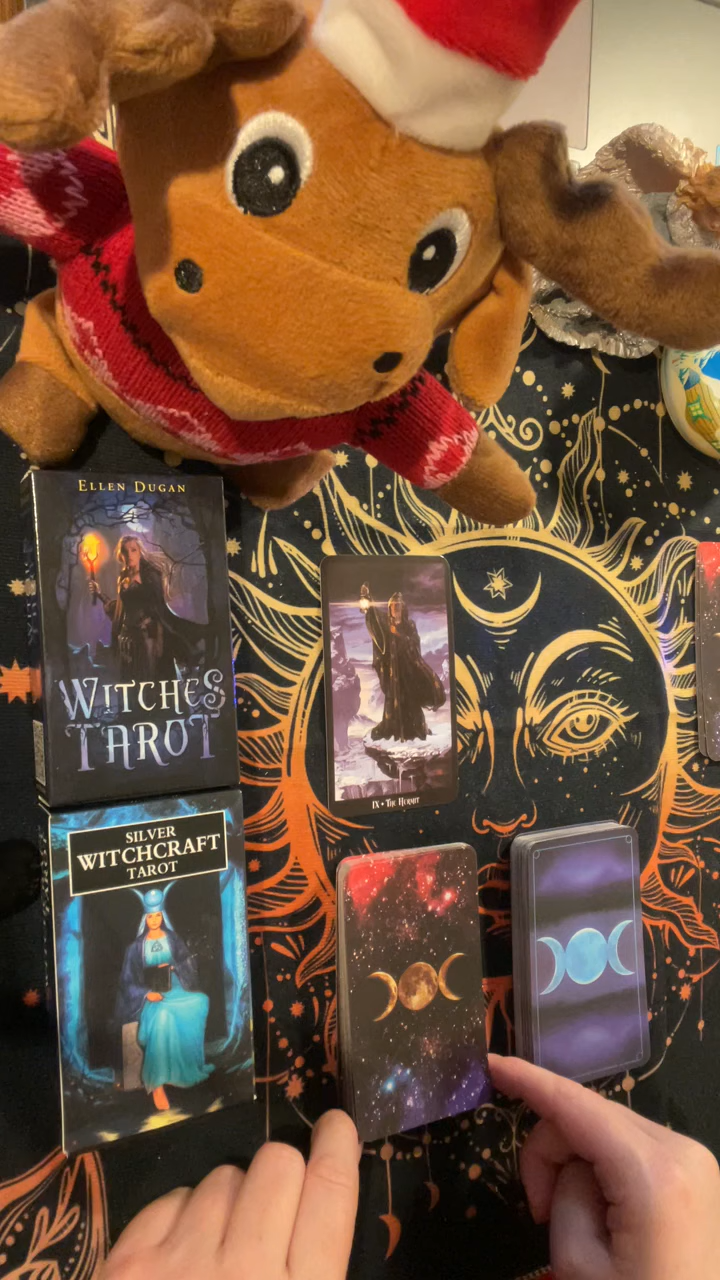 ELLEN DUGAN
WITCHES
TAROT
IX • THE HERMIT
SILVER
WITCHCRAFT
TAROT